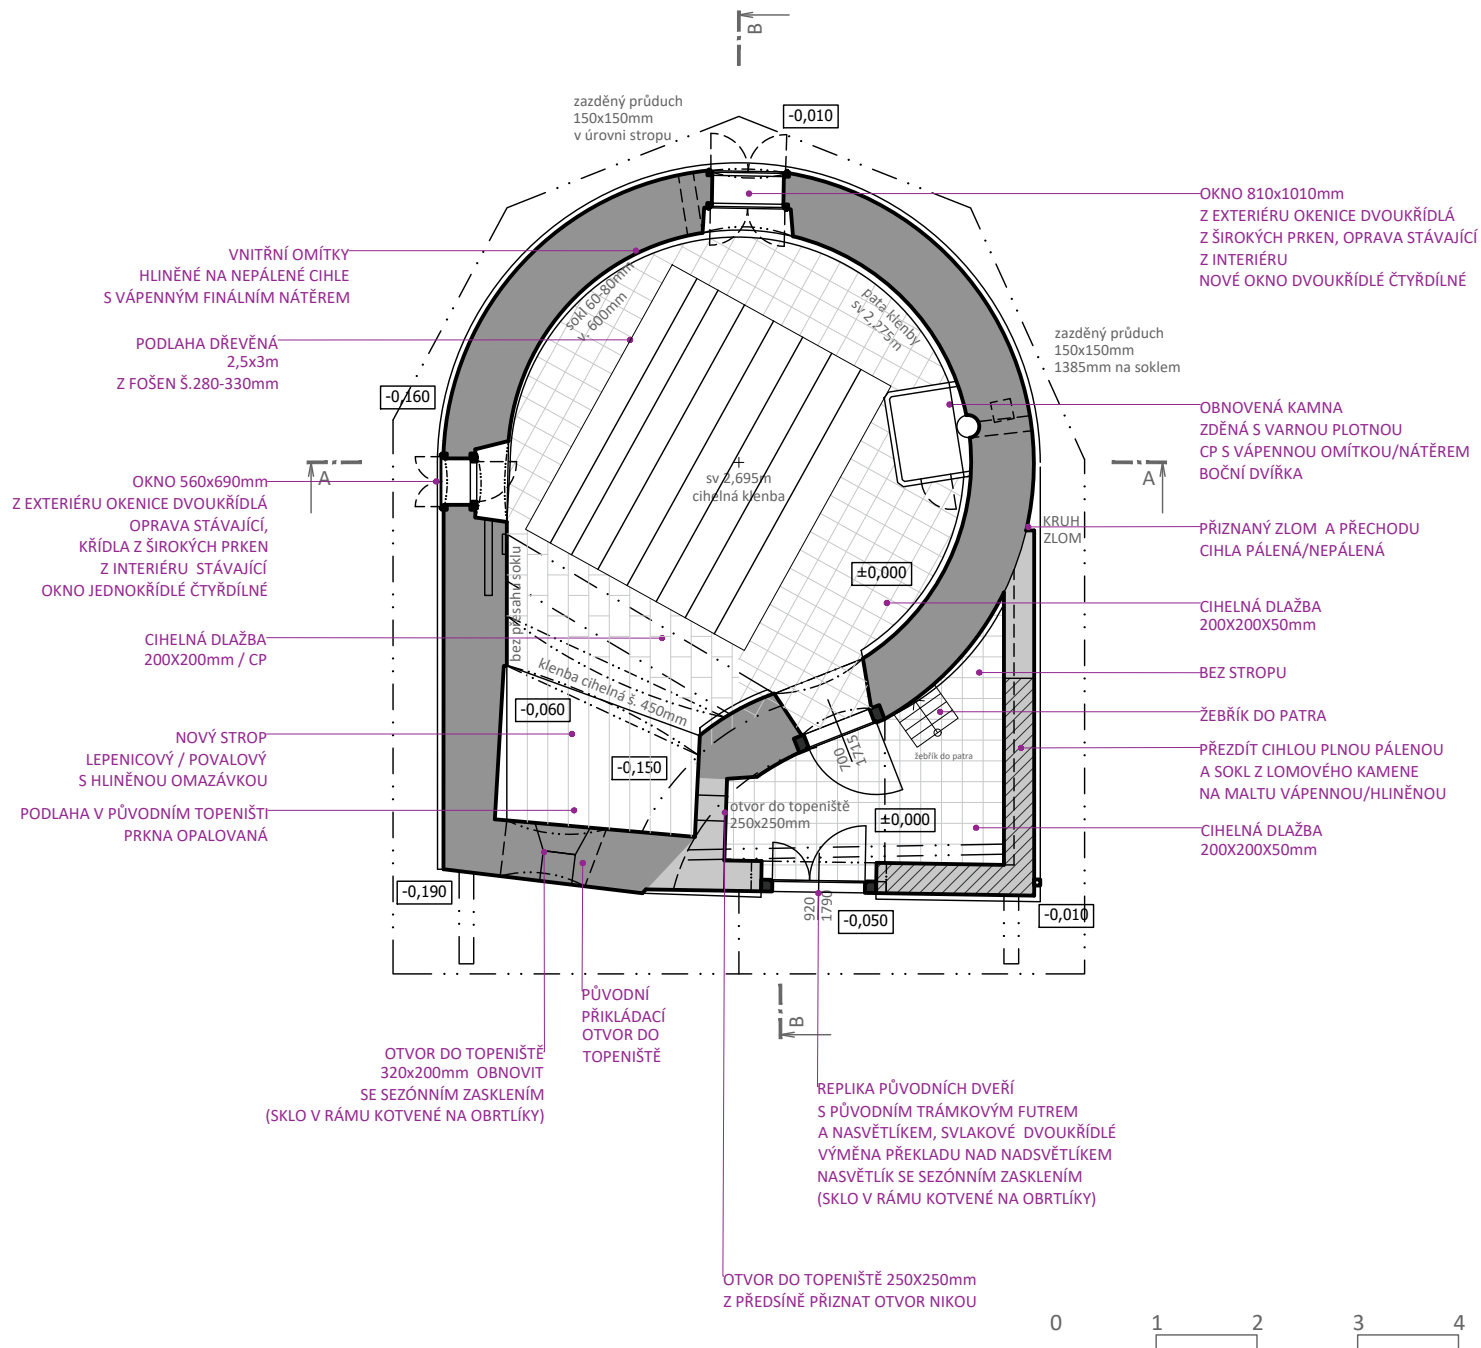 B
zazděný průduch
150x150mm
v úrovni stropu
-0,010
OKNO 810x1010mm
Z EXTERIÉRU OKENICE DVOUKŘÍDLÁ
Z ŠIROKÝCH PRKEN, OPRAVA STÁVAJÍCÍ
Z INTERIÉRU
NOVÉ OKNO DVOUKŘÍDLÉ ČTYŘDÍLNÉ
VNITŘNÍ OMÍTKY
HLINĚNÉ NA NEPÁLENÉ CIHLE
S VÁPENNÝM FINÁLNÍM NÁTĚREM
sokl 60-80mm
v. 600mm
pata klenby
sv 2,275m
PODLAHA DŘEVĚNÁ
2,5x3m
Z FOŠEN Š.280-330mm
zazděný průduch
150x150mm
1385mm na soklem
-0,160
OBNOVENÁ KAMNA
ZDĚNÁ S VARNOU PLOTNOU
CP S VÁPENNOU OMÍTKOU/NÁTĚREM
BOČNÍ DVÍŘKA
A
A
sv 2,695m
cihelná klenba
OKNO 560x690mm
Z EXTERIÉRU OKENICE DVOUKŘÍDLÁ
OPRAVA STÁVAJÍCÍ,
KŘÍDLA Z ŠIROKÝCH PRKEN
Z INTERIÉRU STÁVAJÍCÍ
OKNO JEDNOKŘÍDLÉ ČTYŘDÍLNÉ
KRUH
ZLOM
PŘIZNANÝ ZLOM A PŘECHODU
CIHLA PÁLENÁ/NEPÁLENÁ
±0,000
bez přesahu soklu
CIHELNÁ DLAŽBA
200X200X50mm
CIHELNÁ DLAŽBA
200X200mm / CP
klenba cihelná š. 450mm
BEZ STROPU
-0,060
ŽEBŘÍK DO PATRA
NOVÝ STROP
LEPENICOVÝ / POVALOVÝ
S HLINĚNOU OMAZÁVKOU
700
1715
žebřík do patra
PŘEZDÍT CIHLOU PLNOU PÁLENOU
A SOKL Z LOMOVÉHO KAMENE
NA MALTU VÁPENNOU/HLINĚNOU
-0,150
PODLAHA V PŮVODNÍM TOPENIŠTI
PRKNA OPALOVANÁ
otvor do topeniště
250x250mm
±0,000
CIHELNÁ DLAŽBA
200X200X50mm
-0,190
920
1790
-0,050
-0,010
PŮVODNÍ
PŘIKLÁDACÍ
OTVOR DO
TOPENIŠTĚ
B
OTVOR DO TOPENIŠTĚ
320x200mm OBNOVIT
SE SEZÓNNÍM ZASKLENÍM
(SKLO V RÁMU KOTVENÉ NA OBRTLÍKY)
REPLIKA PŮVODNÍCH DVEŘÍ
S PŮVODNÍM TRÁMKOVÝM FUTREM
A NASVĚTLÍKEM, SVLAKOVÉ DVOUKŘÍDLÉ
VÝMĚNA PŘEKLADU NAD NADSVĚTLÍKEM
NASVĚTLÍK SE SEZÓNNÍM ZASKLENÍM
(SKLO V RÁMU KOTVENÉ NA OBRTLÍKY)
OTVOR DO TOPENIŠTĚ 250X250mm
Z PŘEDSÍNĚ PŘIZNAT OTVOR NIKOU
0 1 2 3 4